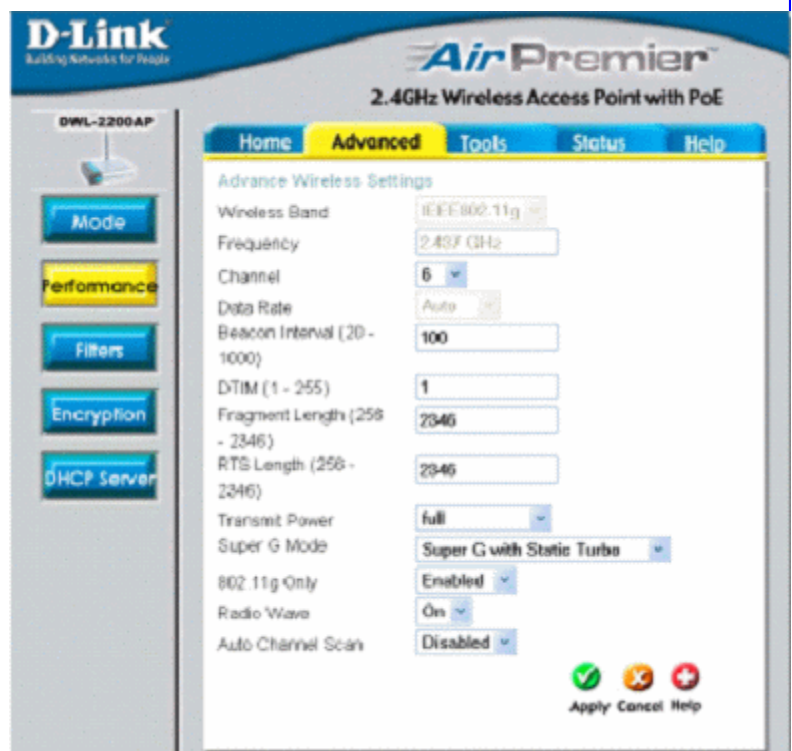 D-Link
Building Networks for People
AirPremier™
2.4GHz Wireless Access Point with PoE
DWL-2200AP
Home Advanced Tools Status Help
Mode
Performance
Filters
Encryption
DHCP Server
Advance Wireless Settings
Wireless Band IEEE802.11g
Frequency 2.437 GHz
Channel 6
Data Rate Auto
Beacon Interval (20 -
1000) 100
DTIM (1 - 255) 1
Fragment Length (256
- 2346) 2346
RTS Length (256 -
2346) 2346
Transmit Power full
Super G Mode Super G with Static Turbo
802.11g Only Enabled
Radio Wave On
Auto Channel Scan Disabled
Apply Cancel Help